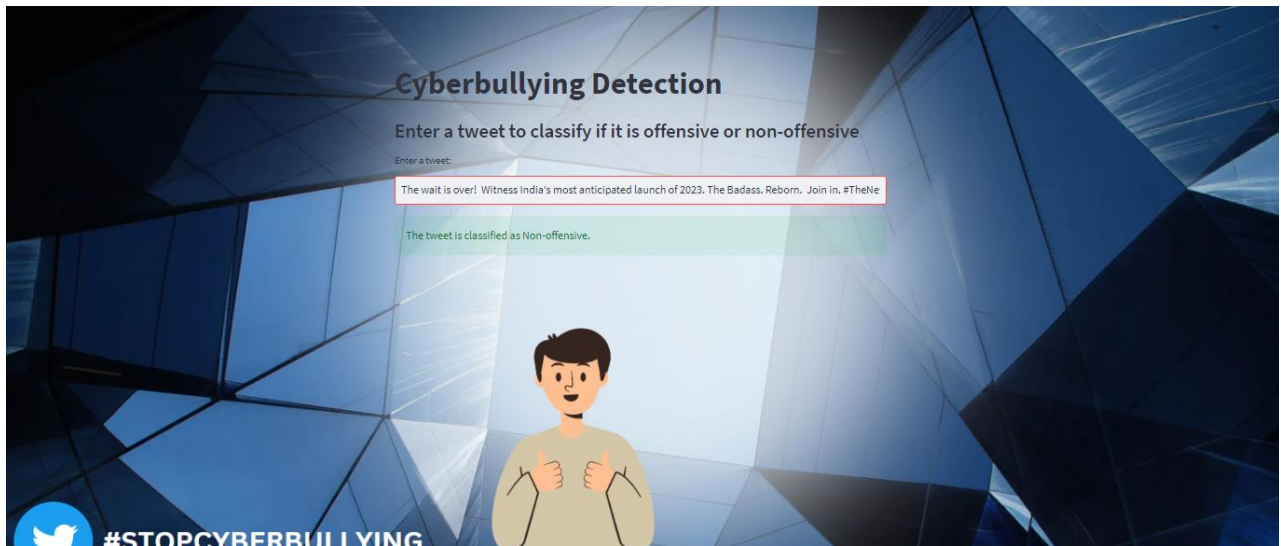 Cyberbullying Detection
Enter a tweet to classify if it is offensive or non-offensive
Enter a tweet:
The wait is over!  Witness India's most anticipated launch of 2023. The Badass. Reborn.  Join in. #TheNe
The tweet is classified as Non-offensive.
#STOPCYBERBULLYING